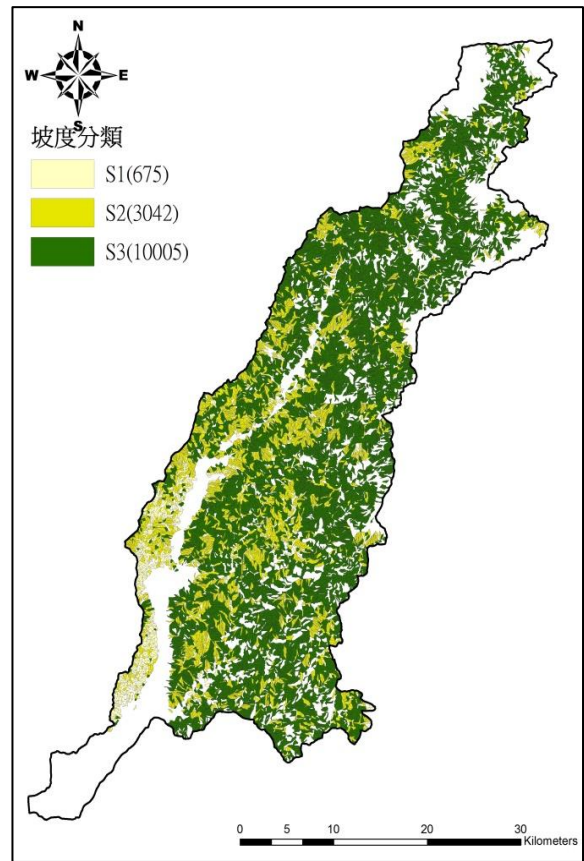 N
W E
S
坡度分類
S1(675)
S2(3042)
S3(10005)
0 5 10 20 30
Kilometers